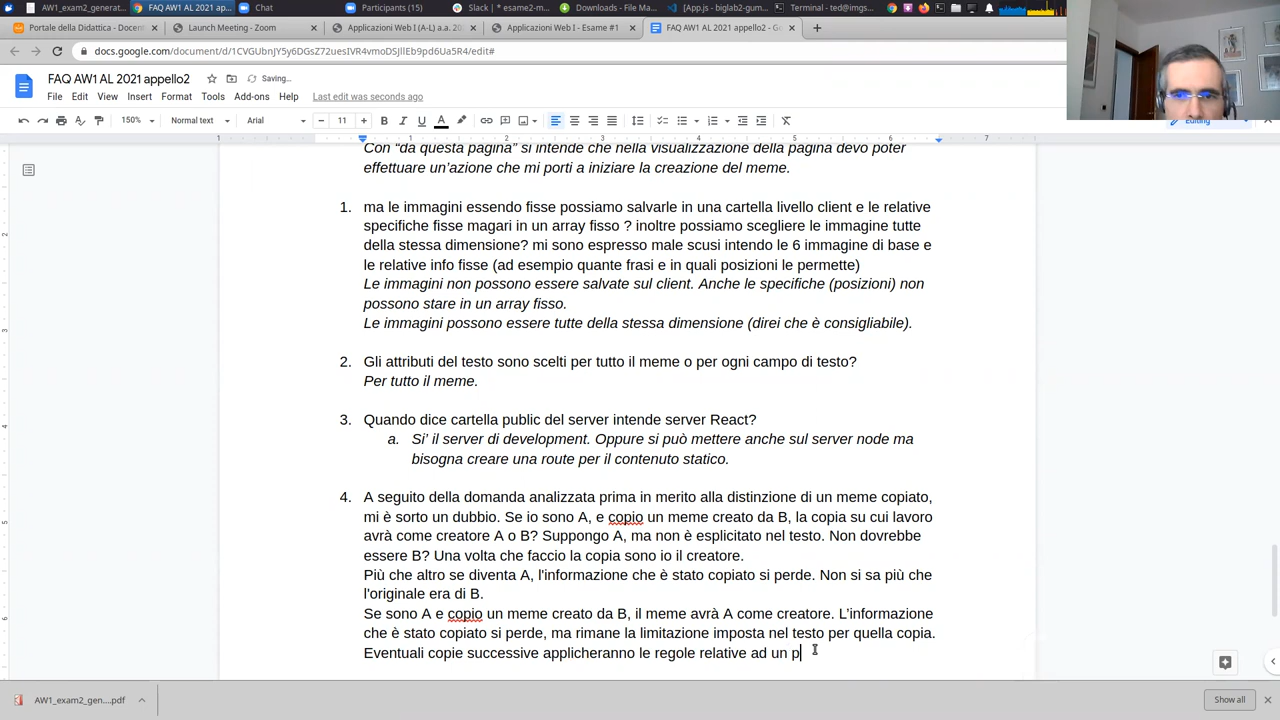 AW1_exam2_generat
FAQ AW1 AL 2021 appel
Chat
Participants (15)
Slack | * esame2-m
Downloads - File Ma
[App.js - biglab2-gum
Terminal - ted@imgs
Portale della Didattica - Docen
Launch Meeting - Zoom
Applicazioni Web I (A-L) a.a. 20
Applicazioni Web I - Esame #1
FAQ AW1 AL 2021 appello2 - G
docs.google.com/document/d/1CVGUbnJY5y6DGsZ72uesIVR4vmoDSJlEb9pd6Ua5R4/edit#
FAQ AW1 AL 2021 appello2
Saving...
File Edit View Insert Format Tools Add-ons Help Last edit was seconds ago
150% Normal text Arial 11 Editing
Con “da questa pagina” si intende che nella visualizzazione della pagina devo poter
effettuare un’azione che mi porti a iniziare la creazione del meme.
1. ma le immagini essendo fisse possiamo salvarle in una cartella livello client e le relative
specifiche fisse magari in un array fisso ? inoltre possiamo scegliere le immagine tutte
della stessa dimensione? mi sono espresso male scusi intendo le 6 immagine di base e
le relative info fisse (ad esempio quante frasi e in quali posizioni le permette)
Le immagini non possono essere salvate sul client. Anche le specifiche (posizioni) non
possono stare in un array fisso.
Le immagini possono essere tutte della stessa dimensione (direi che è consigliabile).
2. Gli attributi del testo sono scelti per tutto il meme o per ogni campo di testo?
Per tutto il meme.
3. Quando dice cartella public del server intende server React?
a. Si’ il server di development. Oppure si può mettere anche sul server node ma
bisogna creare una route per il contenuto statico.
4. A seguito della domanda analizzata prima in merito alla distinzione di un meme copiato,
mi è sorto un dubbio. Se io sono A, e copio un meme creato da B, la copia su cui lavoro
avrà come creatore A o B? Suppongo A, ma non è esplicitato nel testo. Non dovrebbe
essere B? Una volta che faccio la copia sono io il creatore.
Più che altro se diventa A, l'informazione che è stato copiato si perde. Non si sa più che
l'originale era di B.
Se sono A e copio un meme creato da B, il meme avrà A come creatore. L’informazione
che è stato copiato si perde, ma rimane la limitazione imposta nel testo per quella copia.
Eventuali copie successive applicheranno le regole relative ad un p
AW1_exam2_gen....pdf
Show all